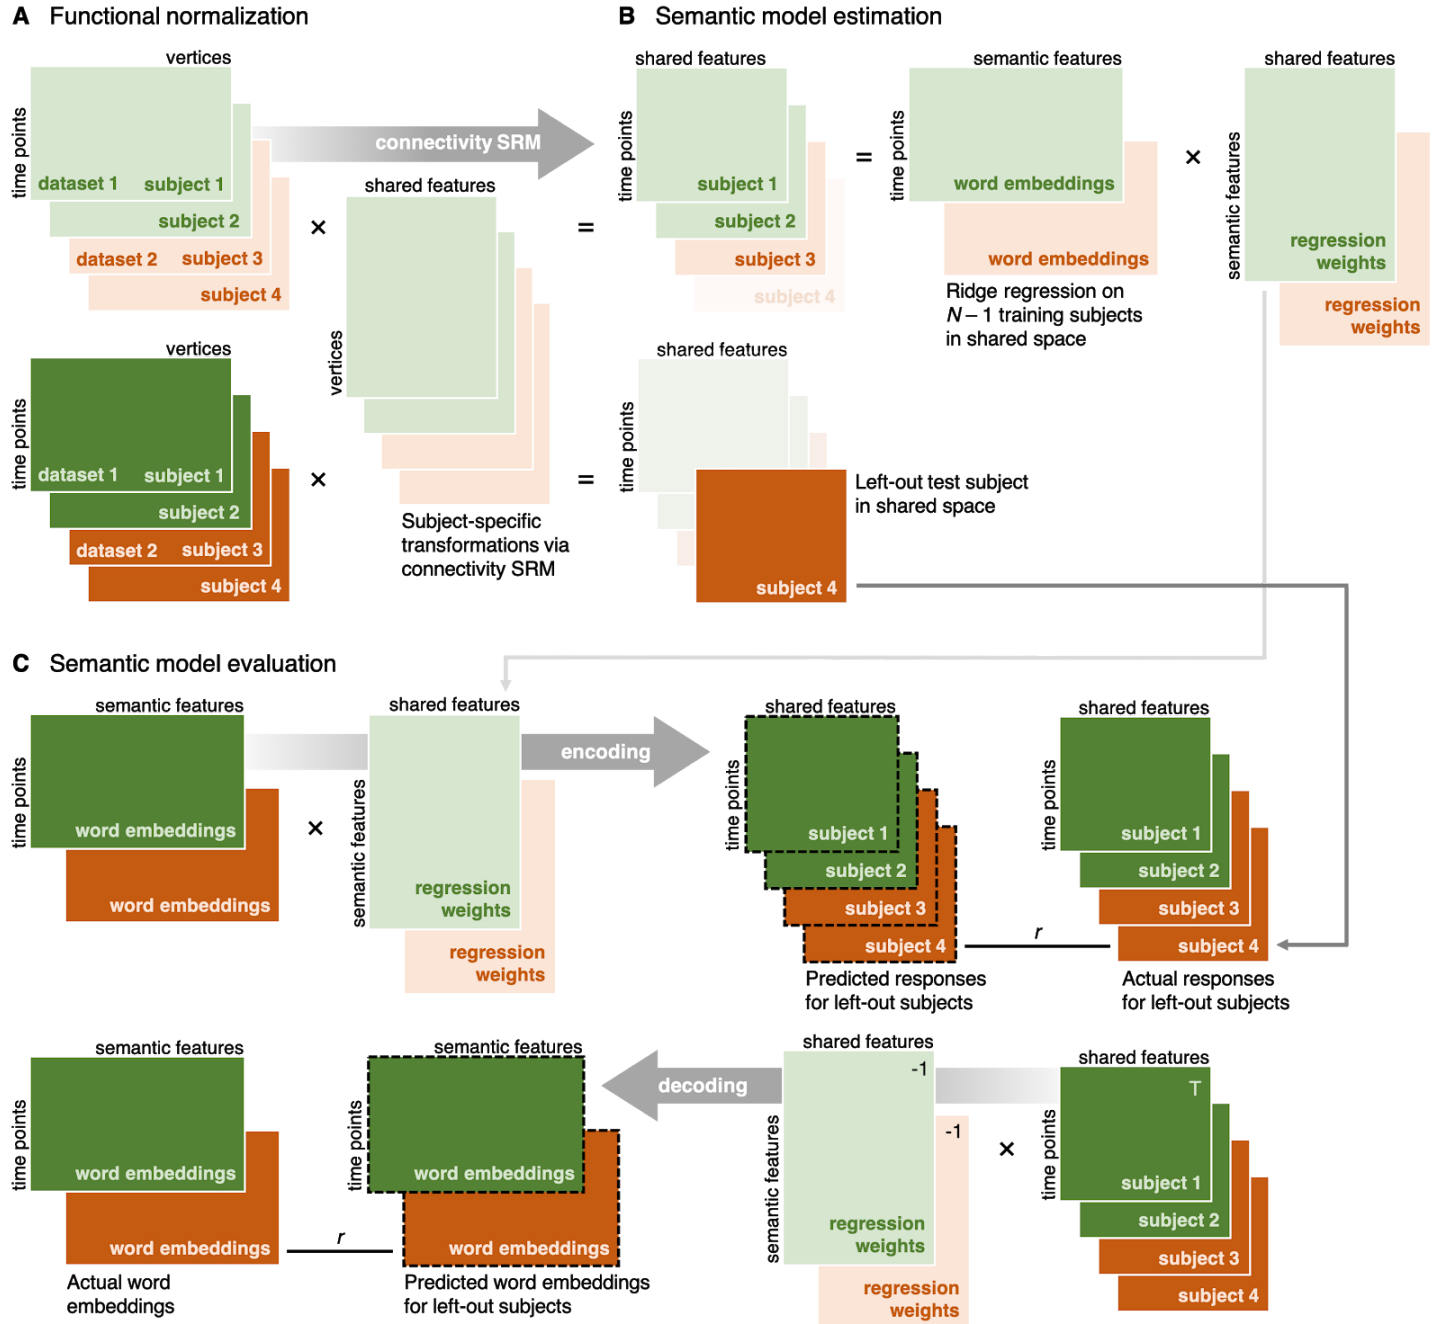 A Functional normalization
vertices
time points
dataset 1 subject 1
subject 2
dataset 2 subject 3
subject 4
connectivity SRM
shared features
vertices
×
=
vertices
time points
dataset 1 subject 1
subject 2
dataset 2 subject 3
subject 4
×
=
Subject-specific
transformations via
connectivity SRM
B Semantic model estimation
shared features
time points
subject 1
subject 2
subject 3
subject 4
=
semantic features
time points
word embeddings
word embeddings
Ridge regression on
N – 1 training subjects
in shared space
×
shared features
semantic features
regression
weights
regression
weights
shared features
time points
subject 4
Left-out test subject
in shared space
C Semantic model evaluation
semantic features
time points
word embeddings
word embeddings
×
shared features
semantic features
regression
weights
regression
weights
encoding
shared features
time points
subject 1
subject 2
subject 3
subject 4
Predicted responses
for left-out subjects
r
shared features
time points
subject 1
subject 2
subject 3
subject 4
Actual responses
for left-out subjects
semantic features
time points
word embeddings
word embeddings
Actual word
embeddings
r
semantic features
time points
word embeddings
word embeddings
Predicted word embeddings
for left-out subjects
decoding
shared features
semantic features
-1
regression
weights
-1
regression
weights
×
shared features
time points
T
subject 1
subject 2
subject 3
subject 4